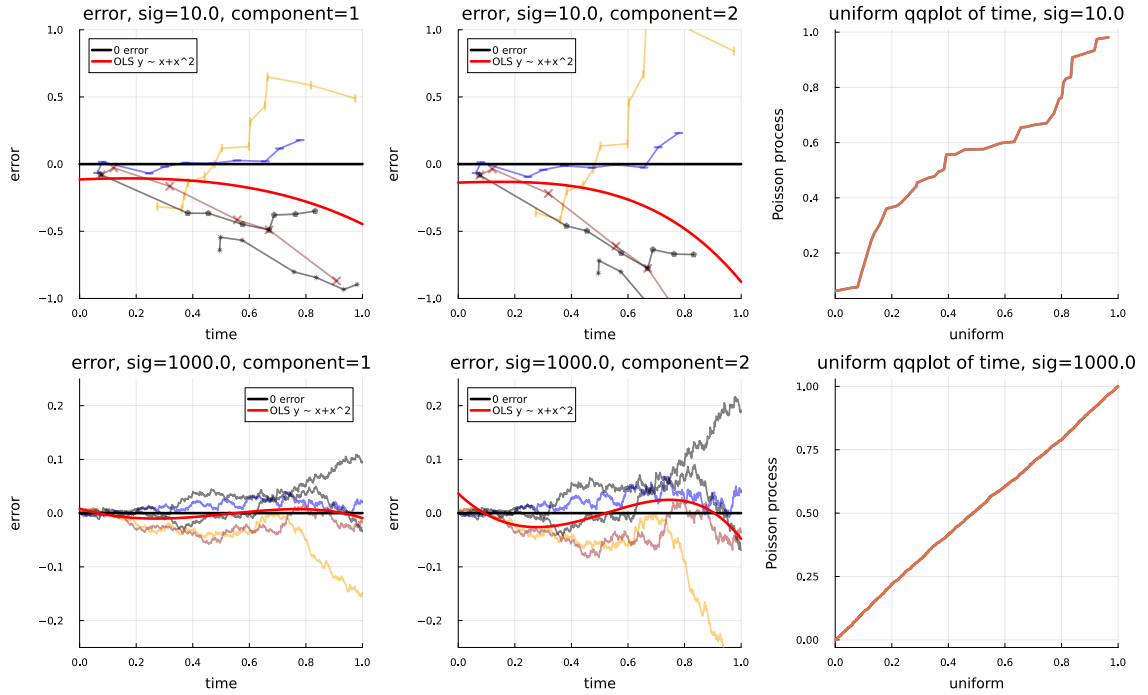 error, sig=10.0, component=1
1.0
0.5
0.0
−0.5
−1.0
error
0 error
OLS y ~ x+x^2
0.0 0.2 0.4 0.6 0.8 1.0
time
error, sig=10.0, component=2
1.0
0.5
0.0
−0.5
−1.0
error
0 error
OLS y ~ x+x^2
0.0 0.2 0.4 0.6 0.8 1.0
time
uniform qqplot of time, sig=10.0
1.0
0.8
0.6
0.4
0.2
Poisson process
0.0 0.2 0.4 0.6 0.8 1.0
uniform
error, sig=1000.0, component=1
0.2
0.1
0.0
−0.1
−0.2
error
0 error
OLS y ~ x+x^2
0.0 0.2 0.4 0.6 0.8 1.0
time
error, sig=1000.0, component=2
0.2
0.1
0.0
−0.1
−0.2
error
0 error
OLS y ~ x+x^2
0.0 0.2 0.4 0.6 0.8 1.0
time
uniform qqplot of time, sig=1000.0
1.00
0.75
0.50
0.25
0.00
Poisson process
0.0 0.2 0.4 0.6 0.8 1.0
uniform